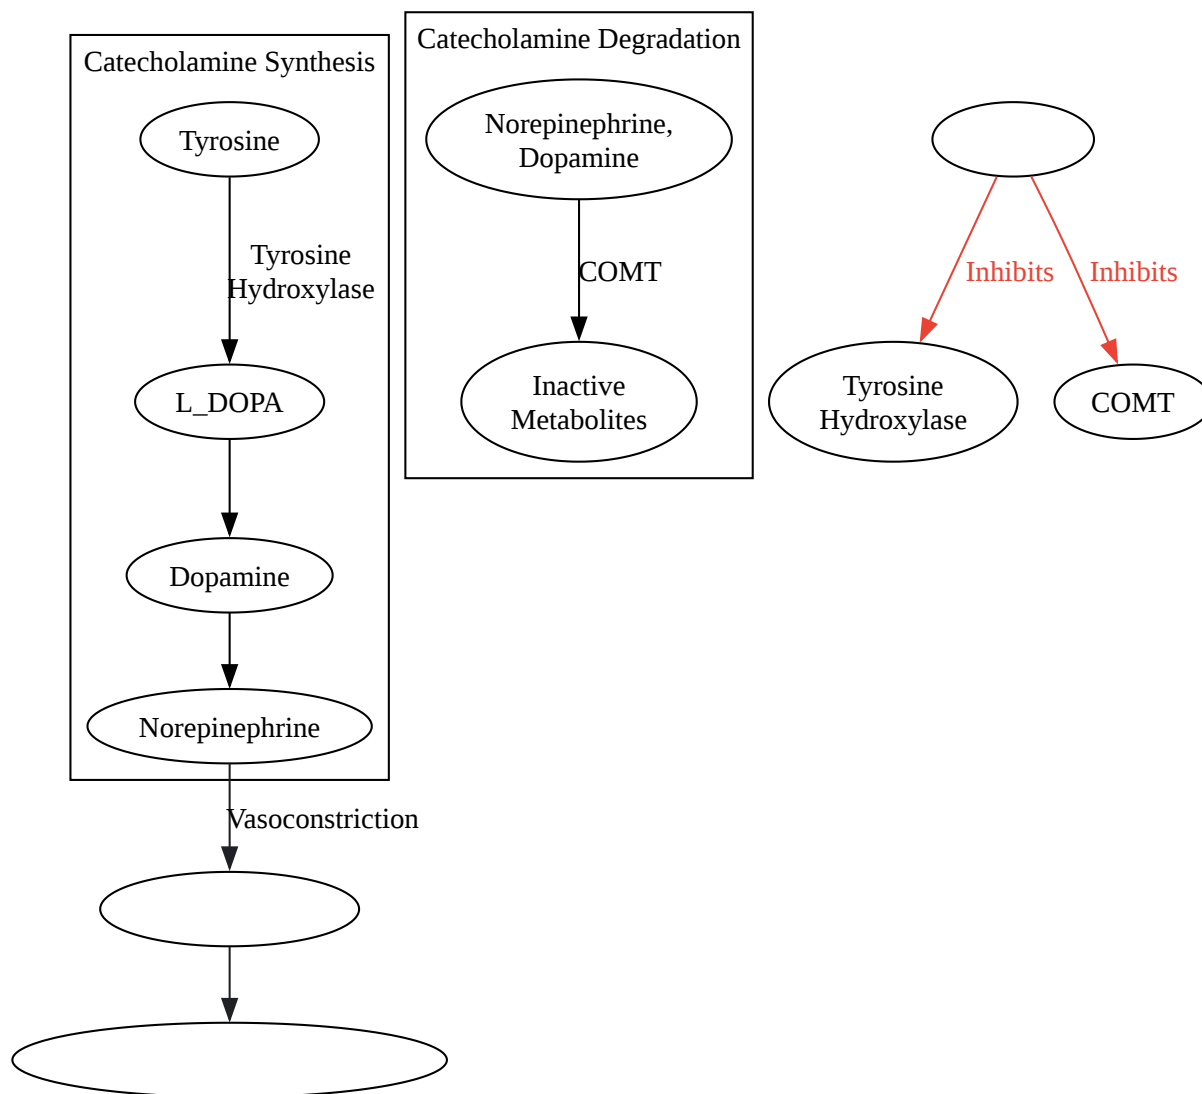 Catecholamine Synthesis
Tyrosine
Tyrosine
Hydroxylase
L_DOPA
Dopamine
Norepinephrine
Vasoconstriction
Catecholamine Degradation
Norepinephrine,
Dopamine
COMT
Inactive
Metabolites
Inhibits
Inhibits
Tyrosine
Hydroxylase
COMT